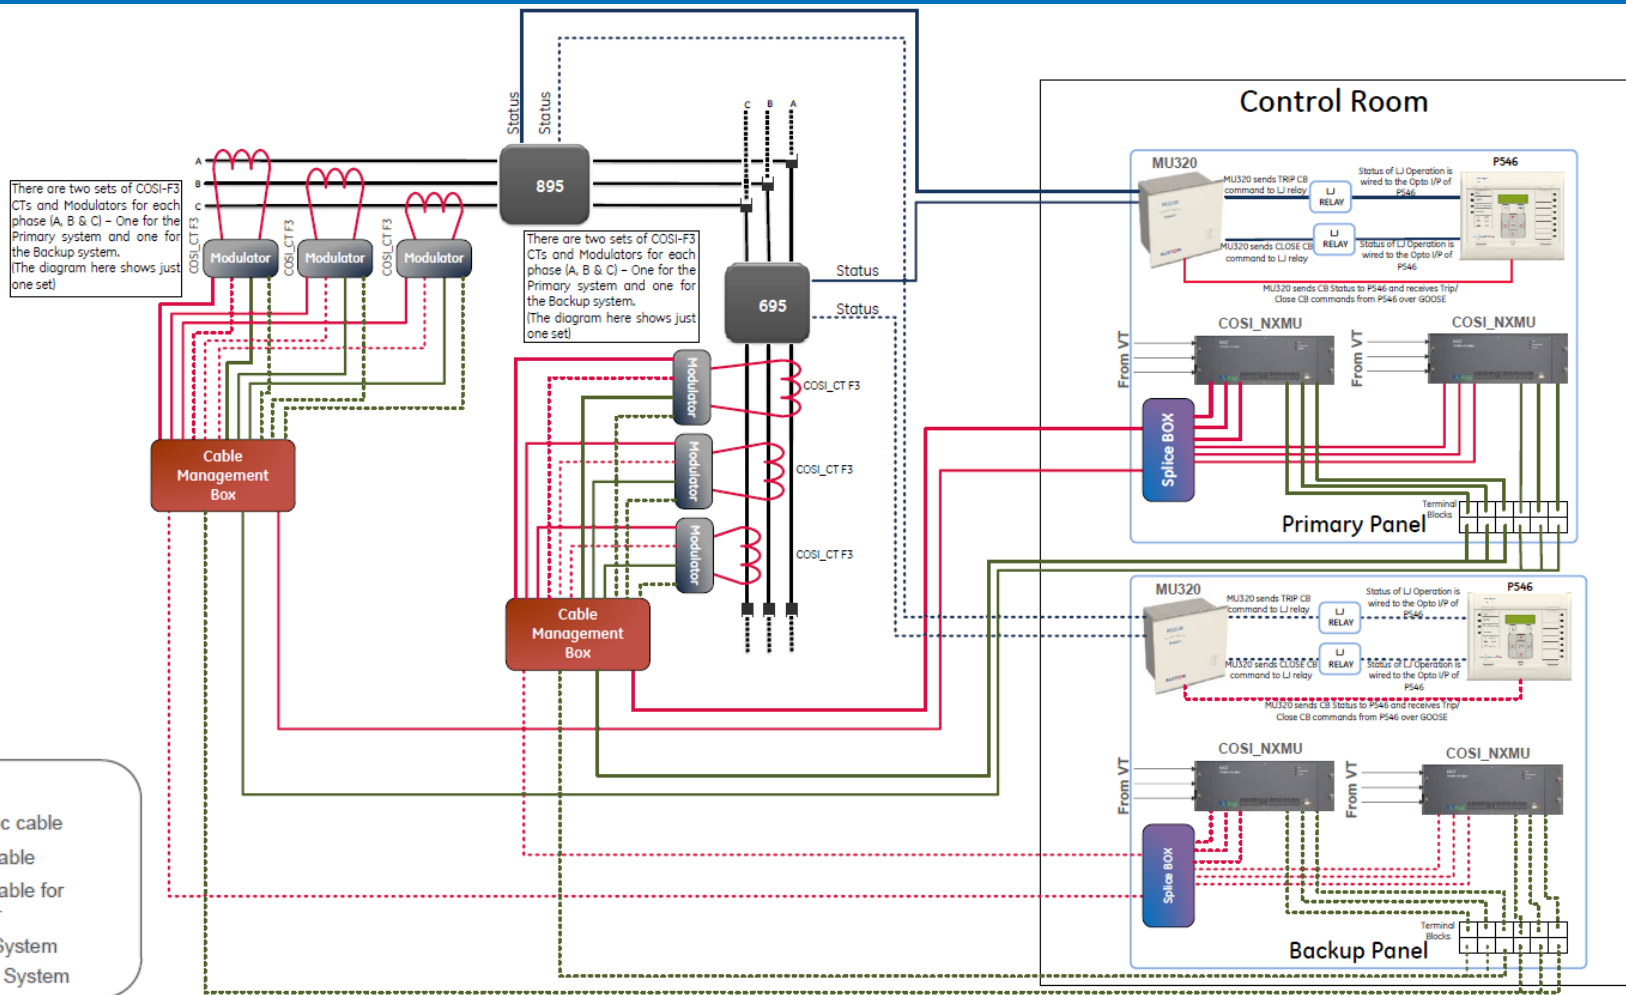 Control Room
Status
Status
C
B
A
A
B
C
895
There are two sets of COSI-F3
CTs and Modulators for each
phase (A, B & C) – One for the
Primary system and one for
the Backup system.
(The diagram here shows just
one set)
COSI_CT F3
COSI_CT F3
COSI_CT F3
Modulator
Modulator
Modulator
There are two sets of COSI-F3
CTs and Modulators for each
phase (A, B & C) – One for the
Primary system and one for
the Backup system.
(The diagram here shows just
one set)
695
Status
Status
Modulator
COSI_CT F3
Modulator
COSI_CT F3
Modulator
COSI_CT F3
Cable
Management
Box
Cable
Management
Box
MU320
MU320 sends TRIP CB
command to LJ relay
LJ
RELAY
Status of LJ Operation is
wired to the Opto I/P of
P546
P546
MU320 sends CLOSE CB
command to LJ relay
LJ
RELAY
Status of LJ Operation is
wired to the Opto I/P of
P546
MU320 sends CB Status to P546 and receives Trip/
Close CB commands from P546 over GOOSE
From VT
COSI_NXMU
From VT
COSI_NXMU
Splice BOX
Terminal
Blocks
Primary Panel
MU320
MU320 sends TRIP CB
command to LJ relay
LJ
RELAY
Status of LJ Operation is
wired to the Opto I/P of
P546
P546
MU320 sends CLOSE CB
command to LJ relay
LJ
RELAY
Status of LJ Operation is
wired to the Opto I/P of
P546
MU320 sends CB Status to P546 and receives Trip/
Close CB commands from P546 over GOOSE
From VT
COSI_NXMU
From VT
COSI_NXMU
Splice BOX
Terminal
Blocks
Backup Panel
c cable
able
able for
System
System